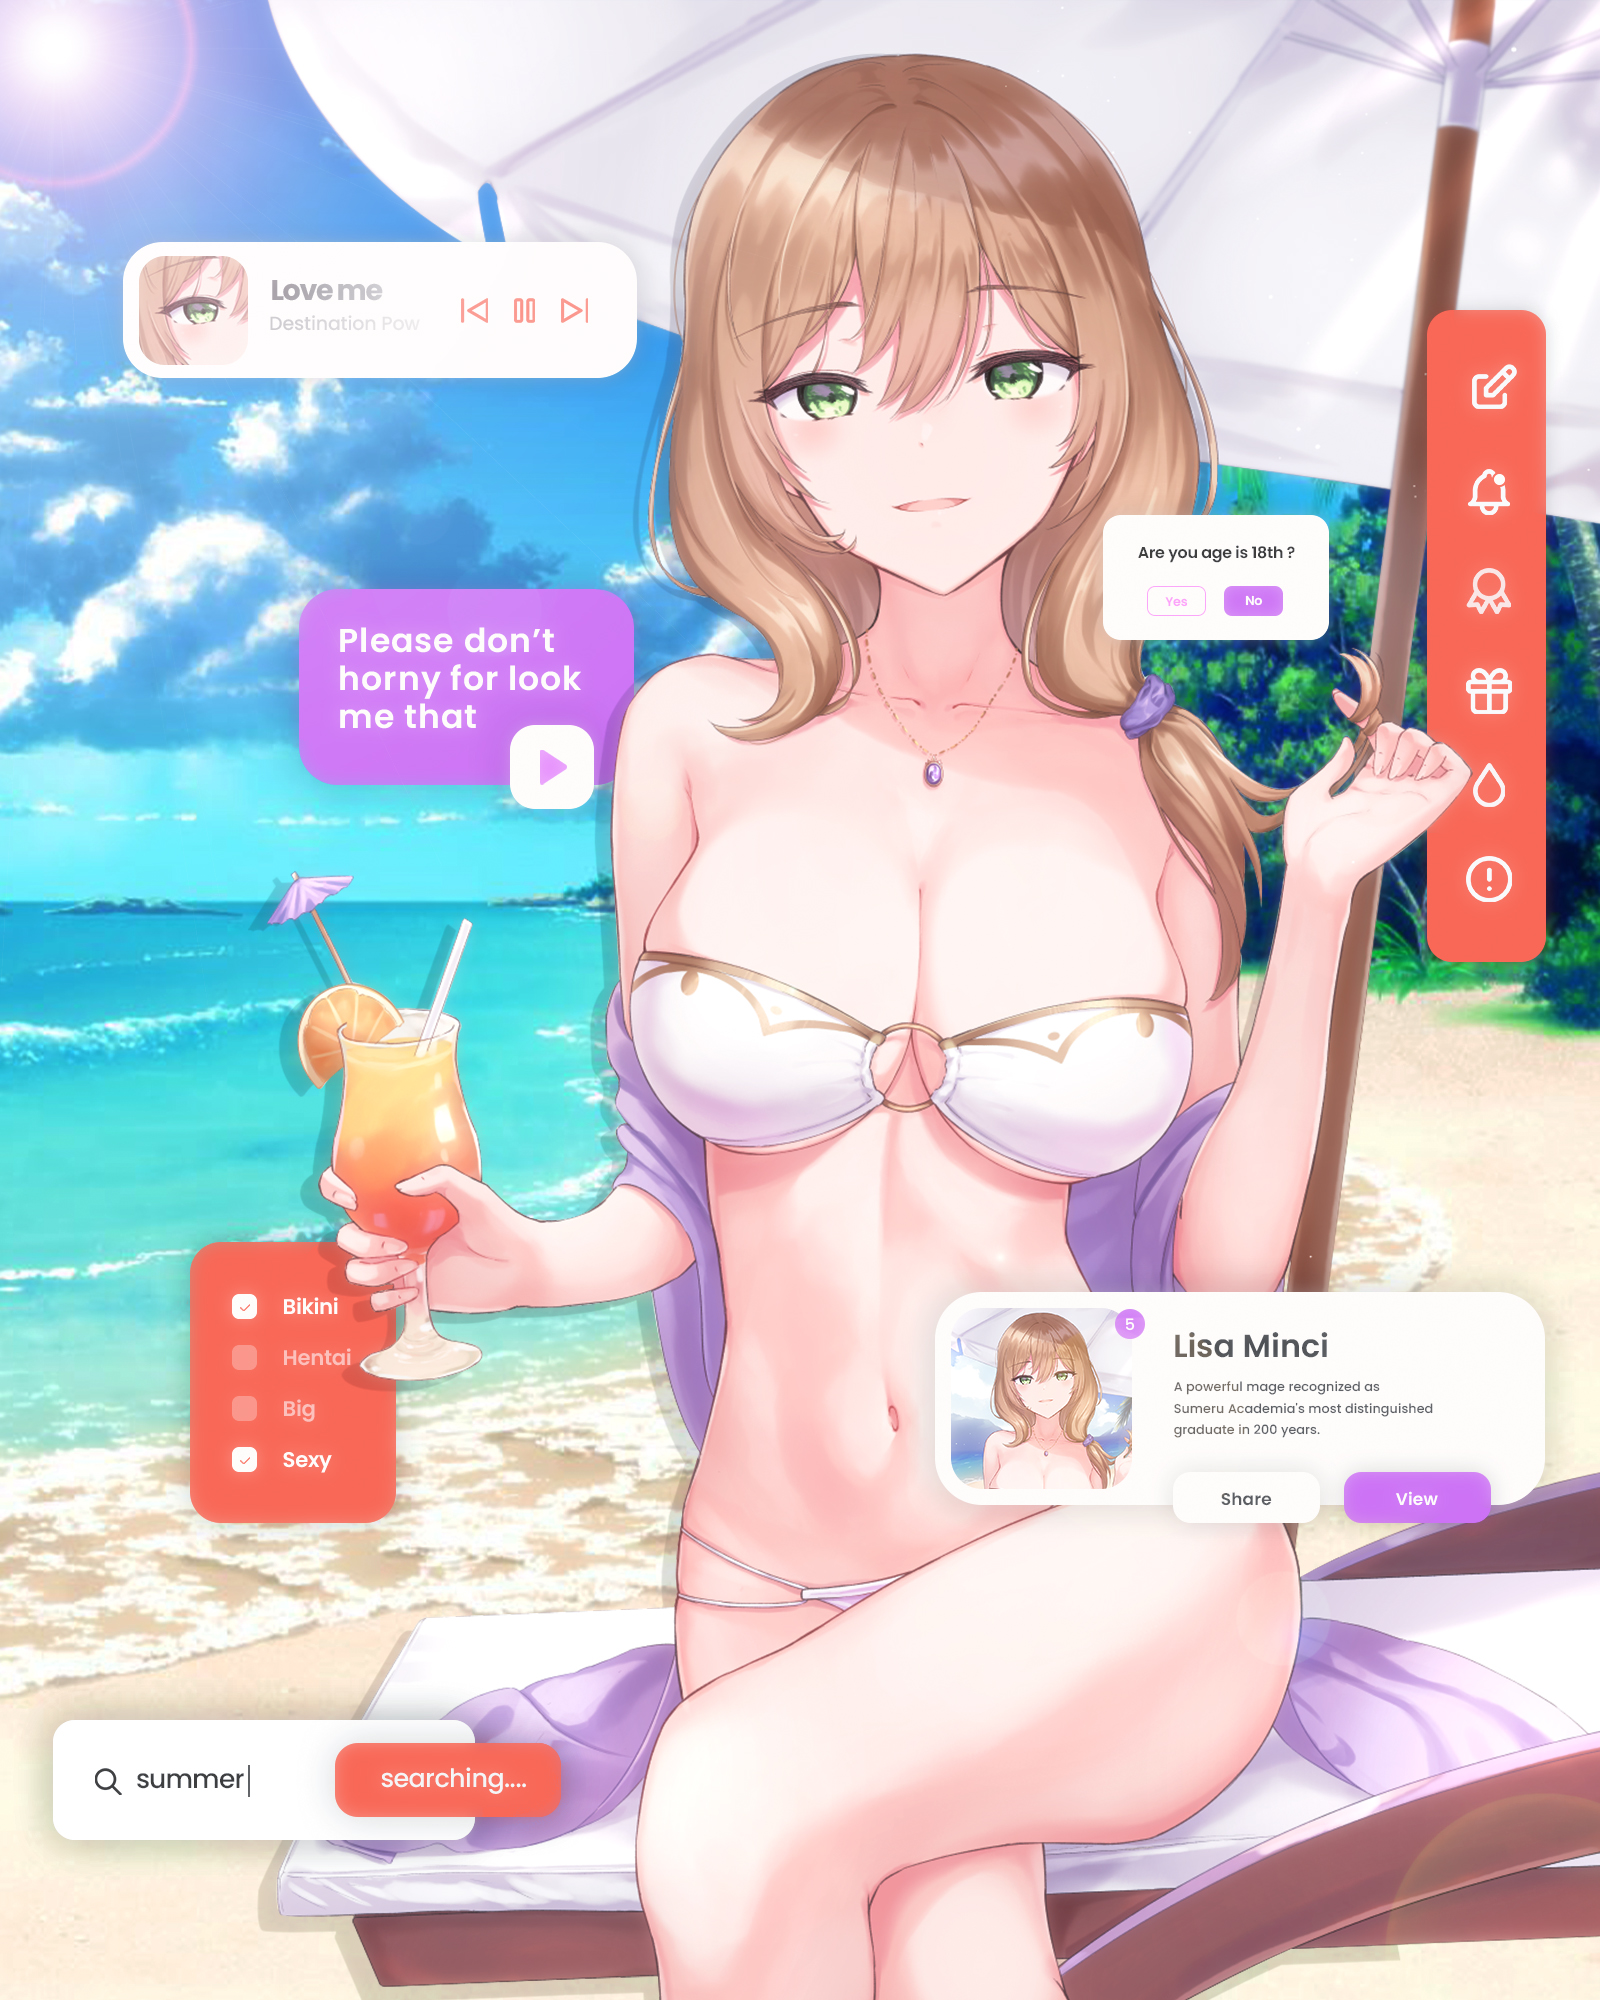 Love me
Destination Pow
Are you age is 18th ?
Yes
No
Please don’t
horny for look
me that
Bikini
Hentai
Big
Sexy
5
Lisa Minci
A powerful mage recognized as
Sumeru Academia's most distinguished
graduate in 200 years.
Share
View
summer
searching....